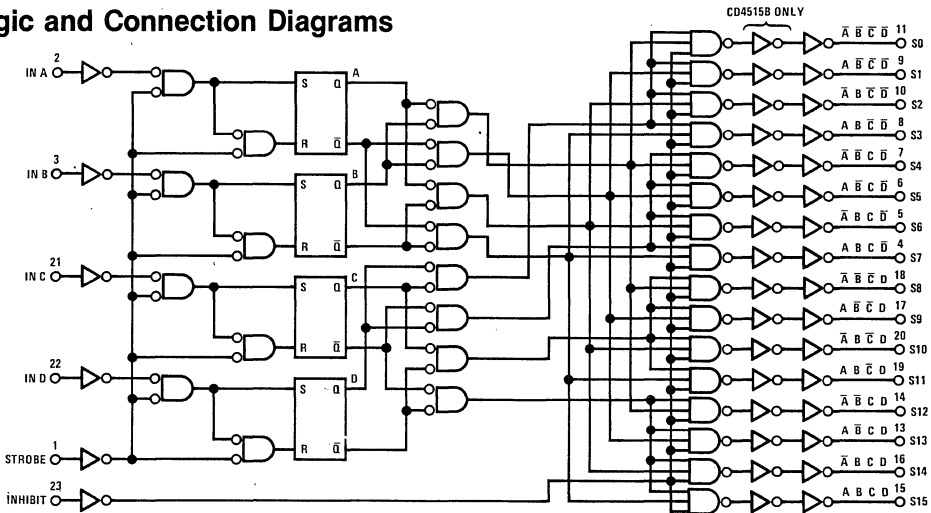 gic and Connection Diagrams
CD4515B ONLY
2
IN A
3
IN B
21
IN C
22
IN D
1
STROBE
23
INHIBIT
S Q A
R Q̅
S Q B
R Q̅
S Q C
R Q̅
S Q D
R Q̅
A̅ B̅ C̅ D̅ 11 S0
A B̅ C̅ D̅ 9 S1
A̅ B C̅ D̅ 10 S2
A B C̅ D̅ 8 S3
A̅ B̅ C D̅ 7 S4
A B̅ C D̅ 6 S5
A̅ B C D̅ 5 S6
A B C D̅ 4 S7
A̅ B̅ C̅ D 18 S8
A B̅ C̅ D 17 S9
A̅ B C̅ D 20 S10
A B C̅ D 19 S11
A̅ B̅ C D 14 S12
A B̅ C D 13 S13
A̅ B C D 16 S14
A B C D 15 S15